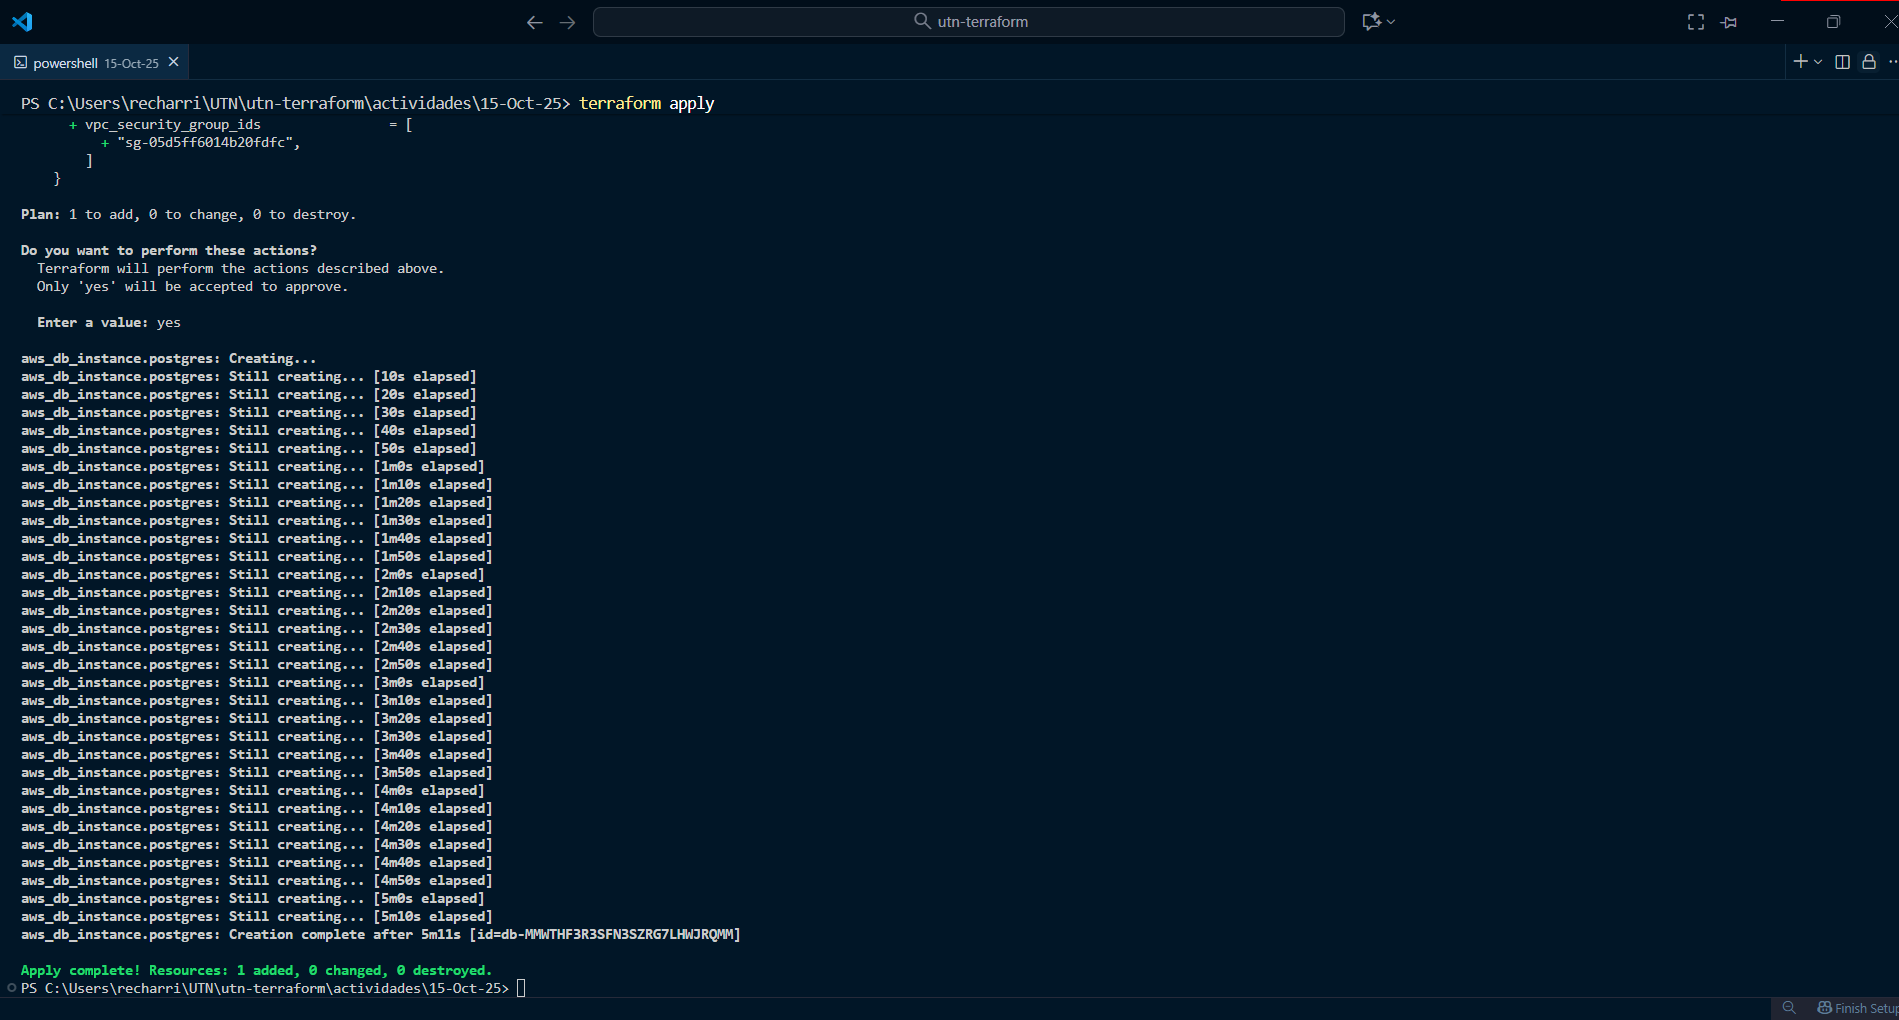 utn-terraform
powershell 15-Oct-25
PS C:\Users\recharri\UTN\utn-terraform\actividades\15-Oct-25> terraform apply
+ vpc_security_group_ids = [
+ "sg-05d5ff6014b20fdfc",
]
}
Plan: 1 to add, 0 to change, 0 to destroy.
Do you want to perform these actions?
Terraform will perform the actions described above.
Only 'yes' will be accepted to approve.
Enter a value: yes
aws_db_instance.postgres: Creating...
aws_db_instance.postgres: Still creating... [10s elapsed]
aws_db_instance.postgres: Still creating... [20s elapsed]
aws_db_instance.postgres: Still creating... [30s elapsed]
aws_db_instance.postgres: Still creating... [40s elapsed]
aws_db_instance.postgres: Still creating... [50s elapsed]
aws_db_instance.postgres: Still creating... [1m0s elapsed]
aws_db_instance.postgres: Still creating... [1m10s elapsed]
aws_db_instance.postgres: Still creating... [1m20s elapsed]
aws_db_instance.postgres: Still creating... [1m30s elapsed]
aws_db_instance.postgres: Still creating... [1m40s elapsed]
aws_db_instance.postgres: Still creating... [1m50s elapsed]
aws_db_instance.postgres: Still creating... [2m0s elapsed]
aws_db_instance.postgres: Still creating... [2m10s elapsed]
aws_db_instance.postgres: Still creating... [2m20s elapsed]
aws_db_instance.postgres: Still creating... [2m30s elapsed]
aws_db_instance.postgres: Still creating... [2m40s elapsed]
aws_db_instance.postgres: Still creating... [2m50s elapsed]
aws_db_instance.postgres: Still creating... [3m0s elapsed]
aws_db_instance.postgres: Still creating... [3m10s elapsed]
aws_db_instance.postgres: Still creating... [3m20s elapsed]
aws_db_instance.postgres: Still creating... [3m30s elapsed]
aws_db_instance.postgres: Still creating... [3m40s elapsed]
aws_db_instance.postgres: Still creating... [3m50s elapsed]
aws_db_instance.postgres: Still creating... [4m0s elapsed]
aws_db_instance.postgres: Still creating... [4m10s elapsed]
aws_db_instance.postgres: Still creating... [4m20s elapsed]
aws_db_instance.postgres: Still creating... [4m30s elapsed]
aws_db_instance.postgres: Still creating... [4m40s elapsed]
aws_db_instance.postgres: Still creating... [4m50s elapsed]
aws_db_instance.postgres: Still creating... [5m0s elapsed]
aws_db_instance.postgres: Still creating... [5m10s elapsed]
aws_db_instance.postgres: Creation complete after 5m11s [id=db-MMWTHF3R3SFN3SZRG7LHWJRQMM]
Apply complete! Resources: 1 added, 0 changed, 0 destroyed.
PS C:\Users\recharri\UTN\utn-terraform\actividades\15-Oct-25>
Finish Setup